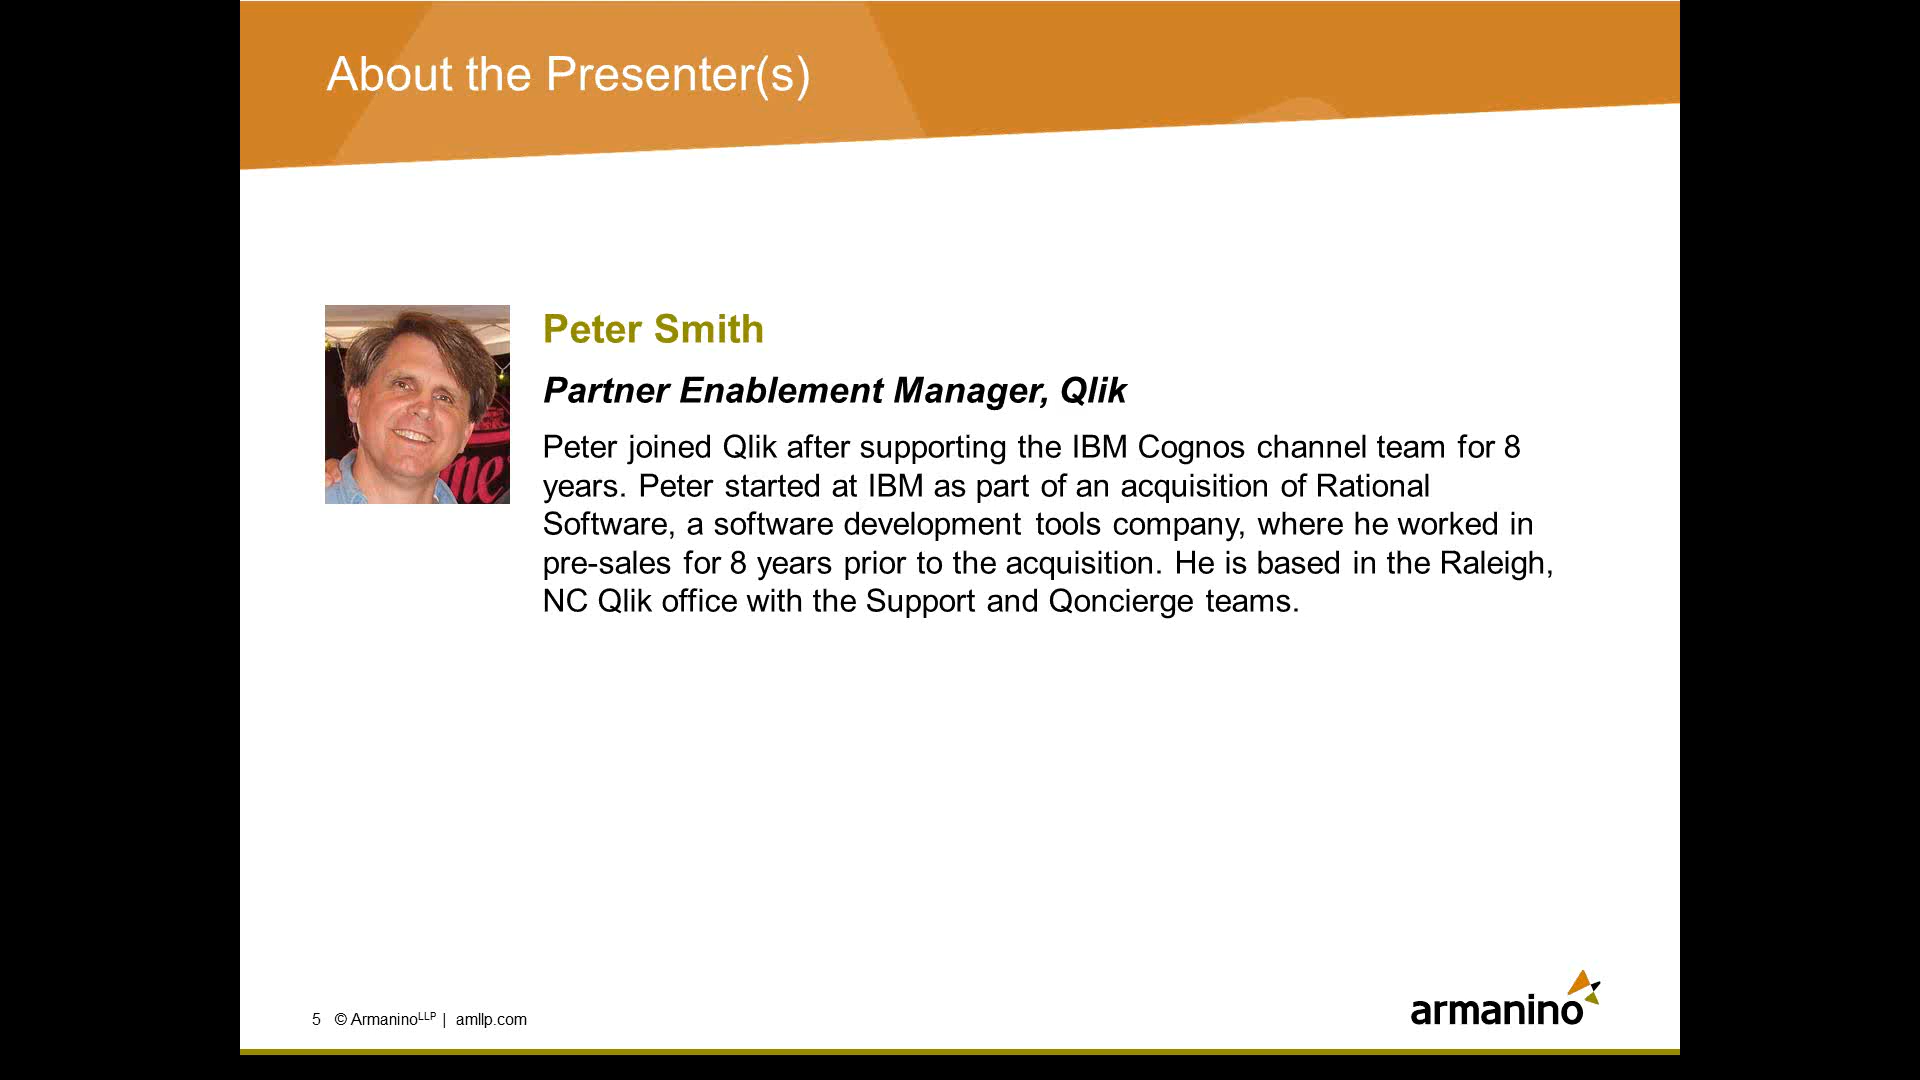 About the Presenter(s)
Peter Smith
Partner Enablement Manager, Qlik
Peter joined Qlik after supporting the IBM Cognos channel team for 8
years. Peter started at IBM as part of an acquisition of Rational
Software, a software development tools company, where he worked in
pre-sales for 8 years prior to the acquisition. He is based in the Raleigh,
NC Qlik office with the Support and Qoncierge teams.
5 © ArmaninoLLP | amllp.com
armanino